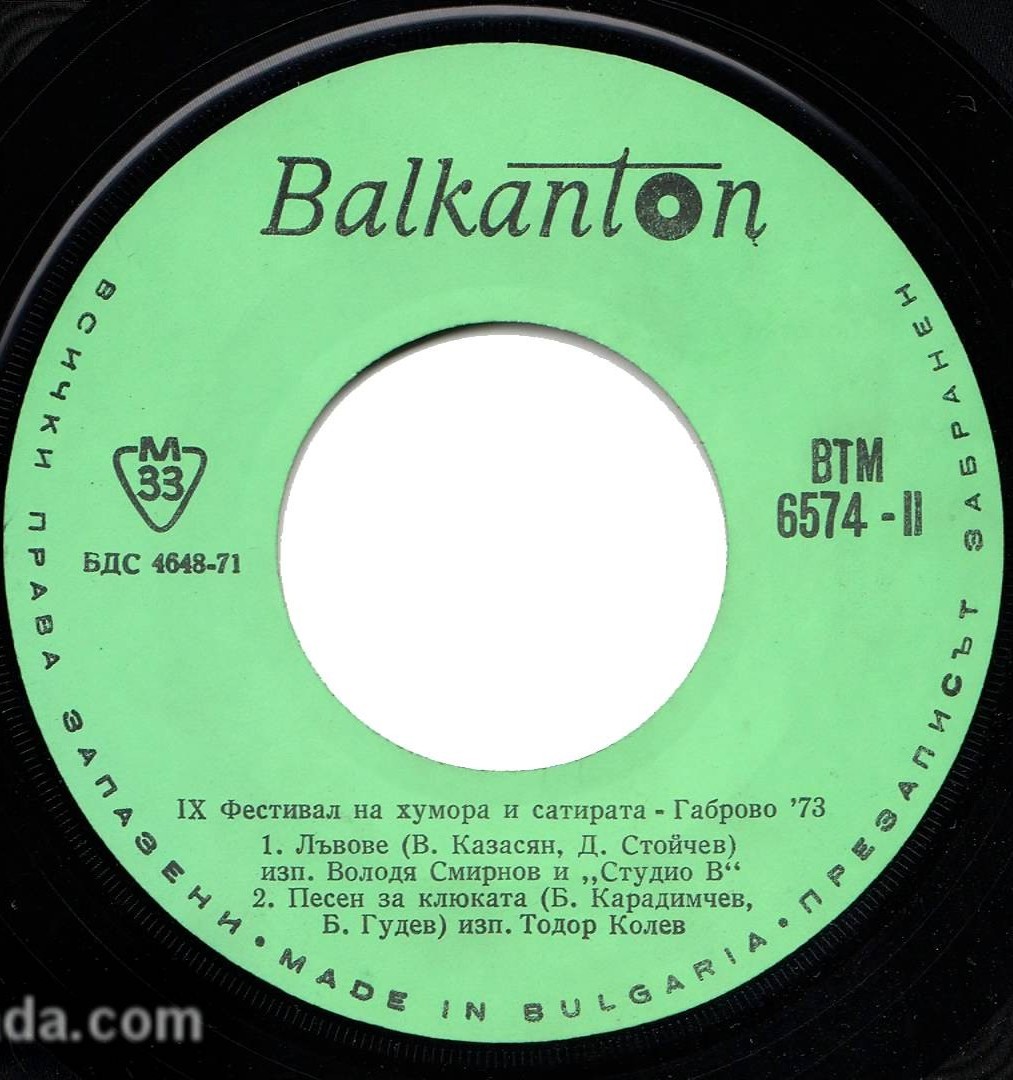 Balkanton
ВСИЧКИ ПРАВА ЗАПАЗЕНИ • MADE IN BULGARIA • ПРЕЗАПИСЪТ ЗАБРАНЕН
М
33
БДС 4648-71
ВТМ
6574 - II
IX Фестивал на хумора и сатирата - Габрово '73
1. Лъвове (В. Казасян, Д. Стойчев)
изп. Володя Смирнов и „Студио В“
2. Песен за клюката (Б. Карадимчев,
Б. Гудев) изп. Тодор Колев
da.com